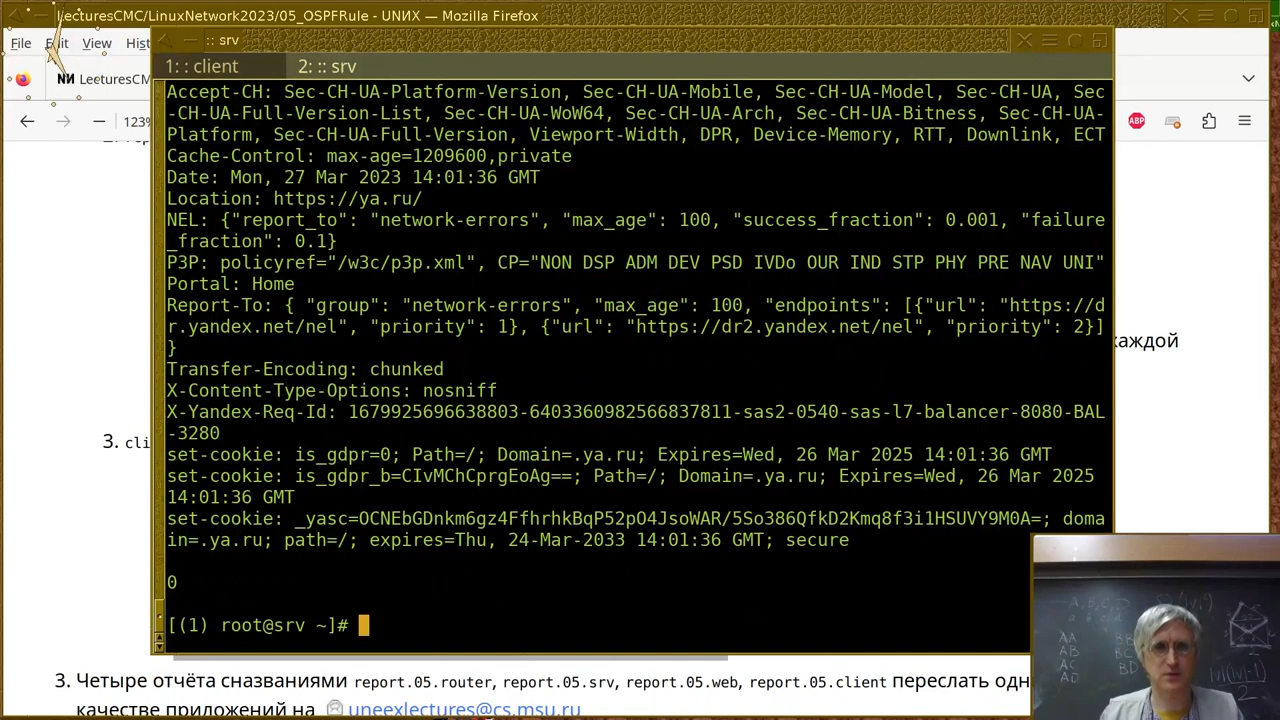 LecturesCMC/LinuxNetwork2023/05_OSPFRule - UNИX — Mozilla Firefox
File Edit View Hist
:: srv
1: : client 2: :: srv
LecturesCM
123%
Accept-CH: Sec-CH-UA-Platform-Version, Sec-CH-UA-Mobile, Sec-CH-UA-Model, Sec-CH-UA, Sec
-CH-UA-Full-Version-List, Sec-CH-UA-WoW64, Sec-CH-UA-Arch, Sec-CH-UA-Bitness, Sec-CH-UA-
Platform, Sec-CH-UA-Full-Version, Viewport-Width, DPR, Device-Memory, RTT, Downlink, ECT
Cache-Control: max-age=1209600,private
Date: Mon, 27 Mar 2023 14:01:36 GMT
Location: https://ya.ru/
NEL: {"report_to": "network-errors", "max_age": 100, "success_fraction": 0.001, "failure
_fraction": 0.1}
P3P: policyref="/w3c/p3p.xml", CP="NON DSP ADM DEV PSD IVDo OUR IND STP PHY PRE NAV UNI"
Portal: Home
Report-To: { "group": "network-errors", "max_age": 100, "endpoints": [{"url": "https://d
r.yandex.net/nel", "priority": 1}, {"url": "https://dr2.yandex.net/nel", "priority": 2}]
}
каждой
Transfer-Encoding: chunked
X-Content-Type-Options: nosniff
X-Yandex-Req-Id: 1679925696638803-6403360982566837811-sas2-0540-sas-l7-balancer-8080-BAL
-3280
3. cli
set-cookie: is_gdpr=0; Path=/; Domain=.ya.ru; Expires=Wed, 26 Mar 2025 14:01:36 GMT
set-cookie: is_gdpr_b=CIvMChCprgEoAg==; Path=/; Domain=.ya.ru; Expires=Wed, 26 Mar 2025
14:01:36 GMT
set-cookie: _yasc=OCNEbGDnkm6gz4FfhrhkBqP52pO4JsoWAR/5So386QfkD2Kmq8f3i1HSUVY9M0A=; doma
in=.ya.ru; path=/; expires=Thu, 24-Mar-2033 14:01:36 GMT; secure
0
[(1) root@srv ~]#
3. Четыре отчёта сназваниями report.05.router, report.05.srv, report.05.web, report.05.client переслать одн
качестве приложений на uneexlectures@cs.msu.ru